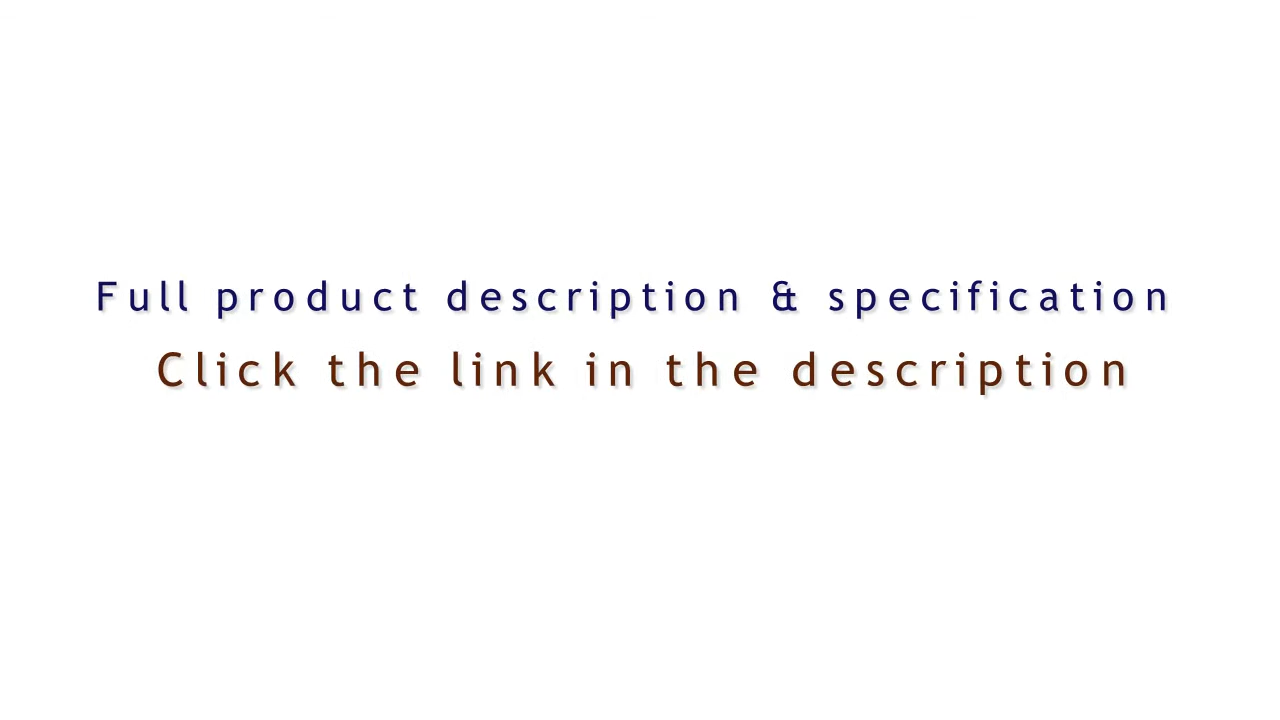 Full product description & specification
Click the link in the description